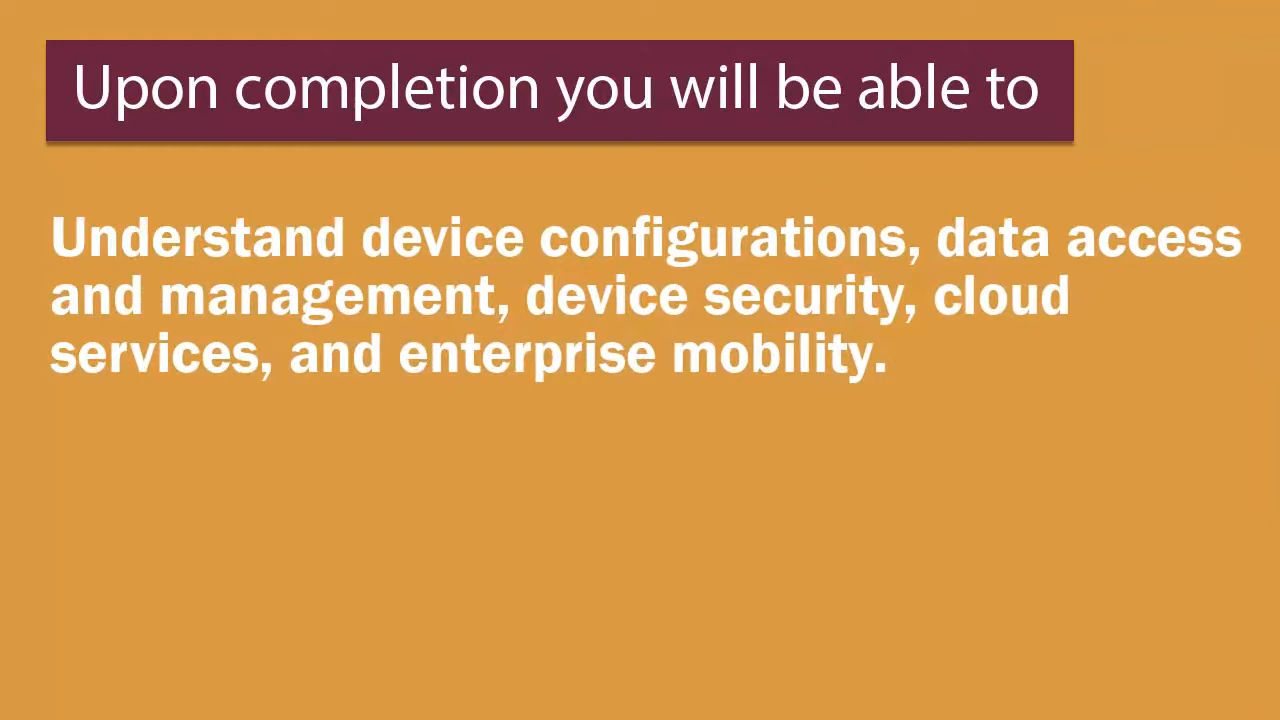 Upon completion you will be able to
Understand device configurations, data access
and management, device security, cloud
services, and enterprise mobility.